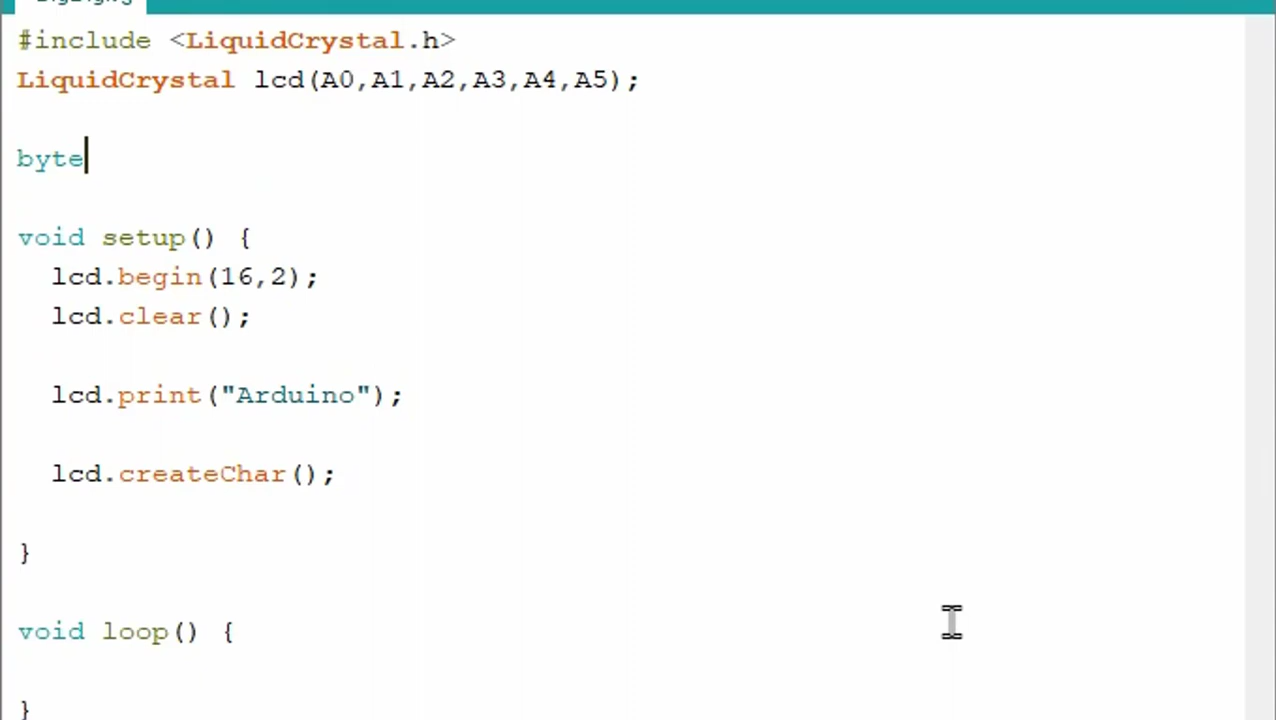 #include <LiquidCrystal.h>
LiquidCrystal lcd(A0,A1,A2,A3,A4,A5);
byte
void setup() {
lcd.begin(16,2);
lcd.clear();
lcd.print("Arduino");
lcd.createChar();
}
void loop() {
}